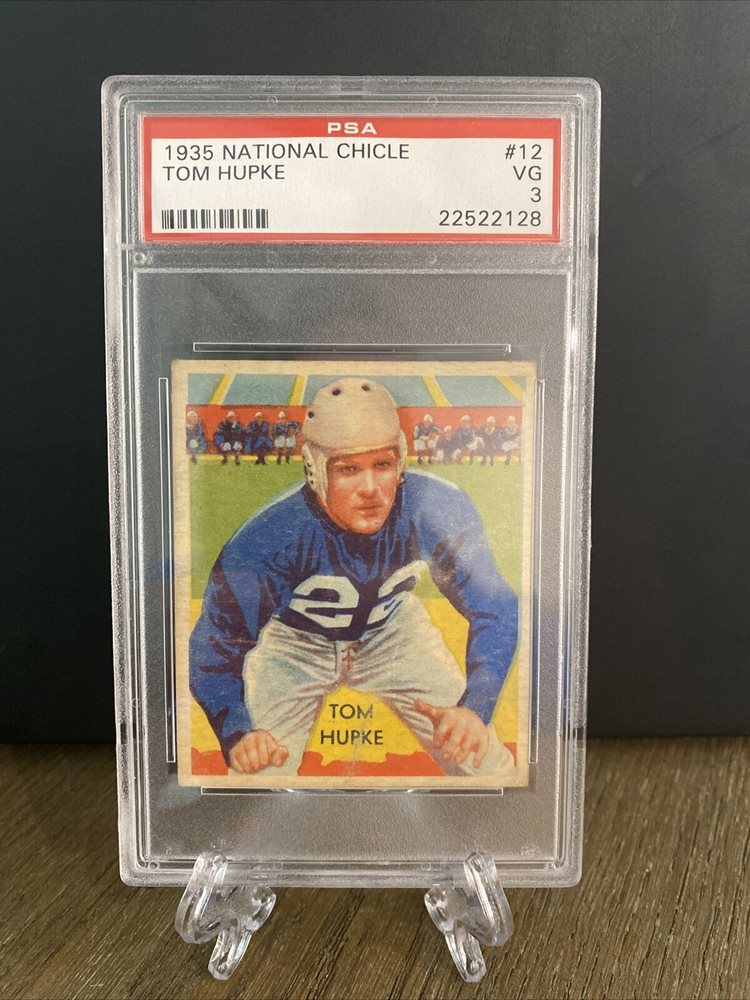 PSA
1935 NATIONAL CHICLE #12
TOM HUPKE VG
3
22522128
22
TOM
HUPKE